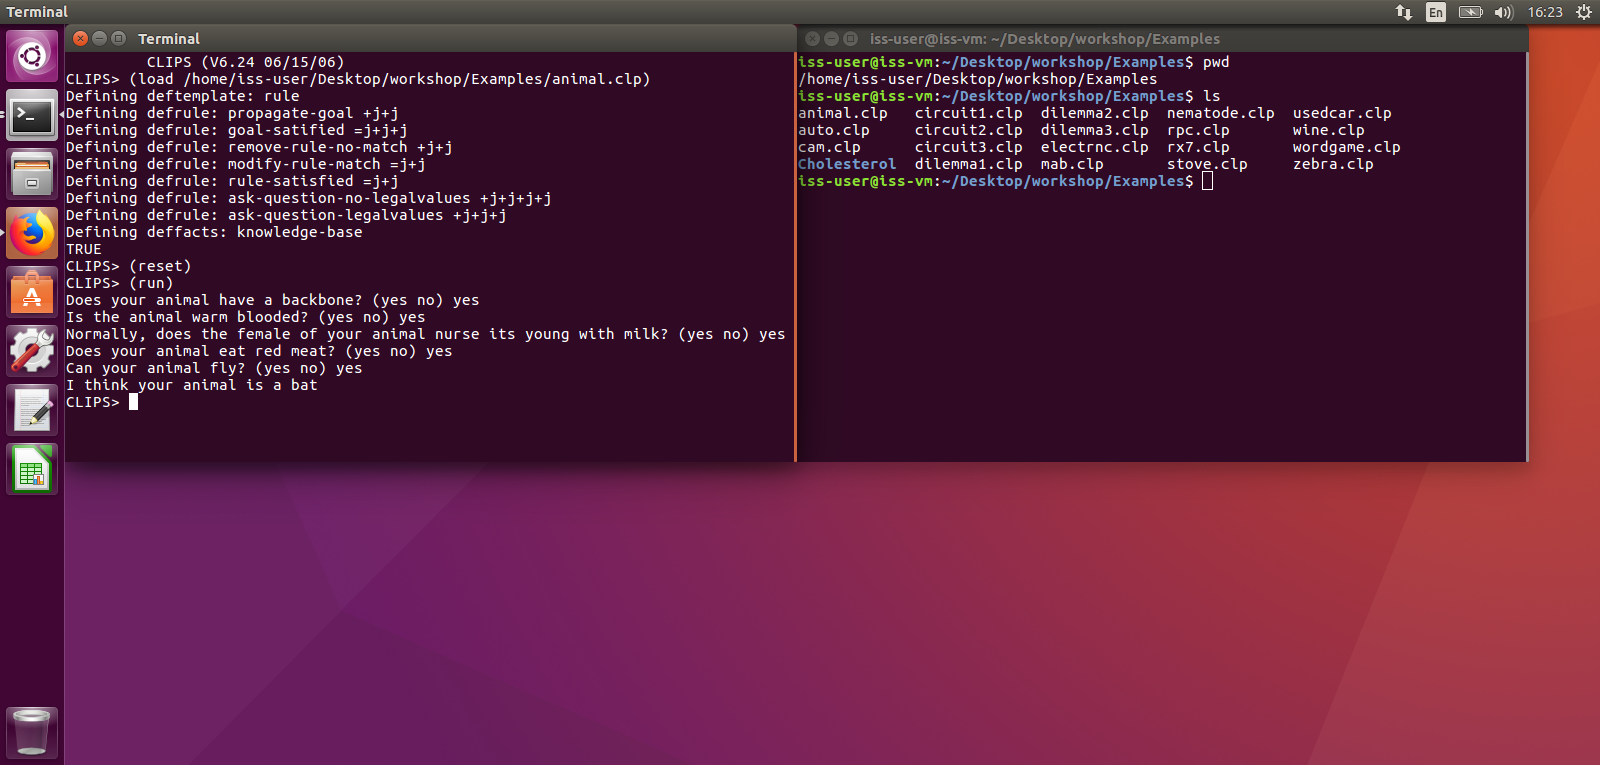 Terminal
En
16:23
Terminal
CLIPS (V6.24 06/15/06)
CLIPS> (load /home/iss-user/Desktop/workshop/Examples/animal.clp)
Defining deftemplate: rule
Defining defrule: propagate-goal +j+j
Defining defrule: goal-satified =j+j+j
Defining defrule: remove-rule-no-match +j+j
Defining defrule: modify-rule-match =j+j
Defining defrule: rule-satisfied =j+j
Defining defrule: ask-question-no-legalvalues +j+j+j+j
Defining defrule: ask-question-legalvalues +j+j+j
Defining deffacts: knowledge-base
TRUE
CLIPS> (reset)
CLIPS> (run)
Does your animal have a backbone? (yes no) yes
Is the animal warm blooded? (yes no) yes
Normally, does the female of your animal nurse its young with milk? (yes no) yes
Does your animal eat red meat? (yes no) yes
Can your animal fly? (yes no) yes
I think your animal is a bat
CLIPS>
iss-user@iss-vm: ~/Desktop/workshop/Examples
iss-user@iss-vm:~/Desktop/workshop/Examples$ pwd
/home/iss-user/Desktop/workshop/Examples
iss-user@iss-vm:~/Desktop/workshop/Examples$ ls
animal.clp circuit1.clp dilemma2.clp nematode.clp usedcar.clp
auto.clp circuit2.clp dilemma3.clp rpc.clp wine.clp
cam.clp circuit3.clp electrnc.clp rx7.clp wordgame.clp
Cholesterol dilemma1.clp mab.clp stove.clp zebra.clp
iss-user@iss-vm:~/Desktop/workshop/Examples$